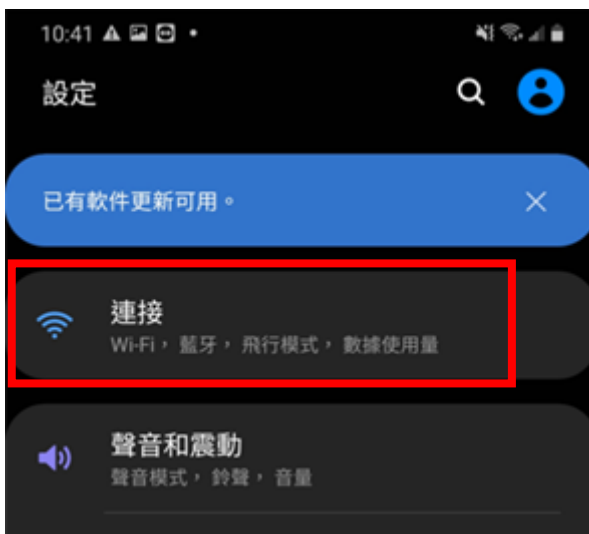 10:41
設定
已有軟件更新可用。
連接
Wi-Fi， 藍牙， 飛行模式， 數據使用量
聲音和震動
聲音模式， 鈴聲， 音量